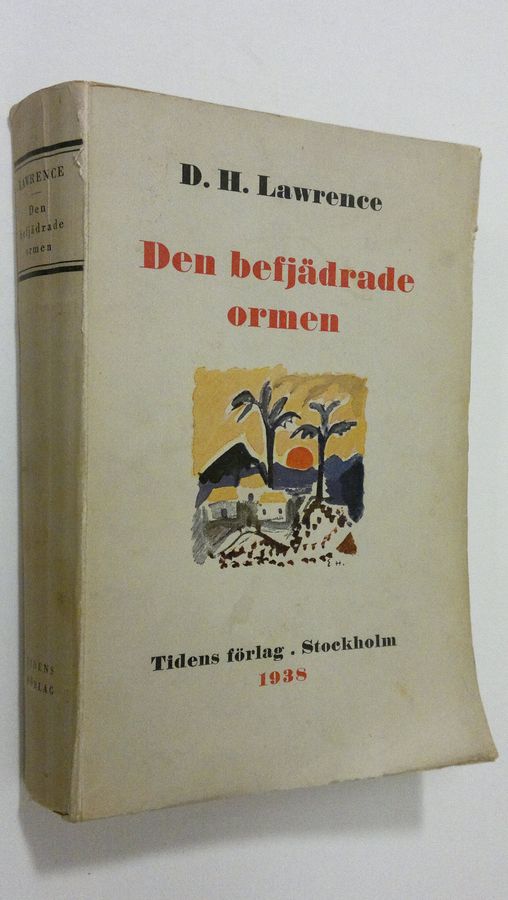 LAWRENCE
Den
befjädrade
ormen
TIDENS
FÖRLAG
D. H. Lawrence
Den befjädrade
ormen
E H.
Tidens förlag . Stockholm
1938